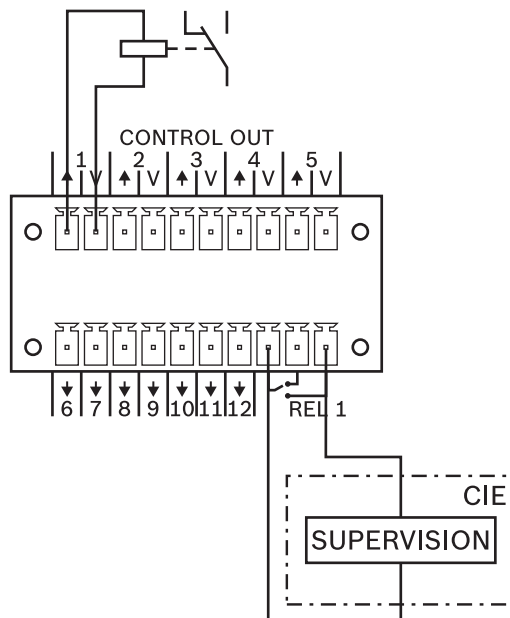 CONTROL OUT
1 V 2 V 3 V 4 V 5 V
6 7 8 9 10 11 12 REL 1
CIE
SUPERVISION